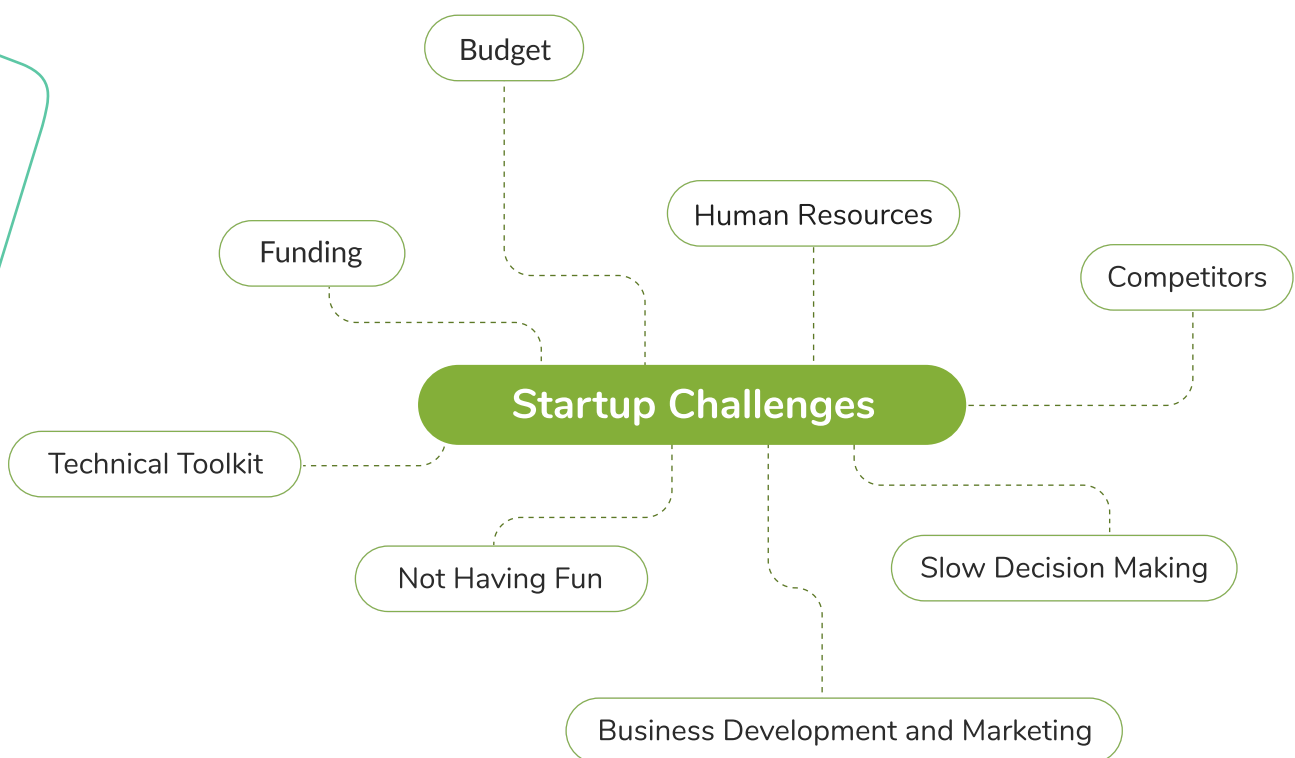 Budget
Human Resources
Funding
Competitors
Startup Challenges
Technical Toolkit
Slow Decision Making
Not Having Fun
Business Development and Marketing